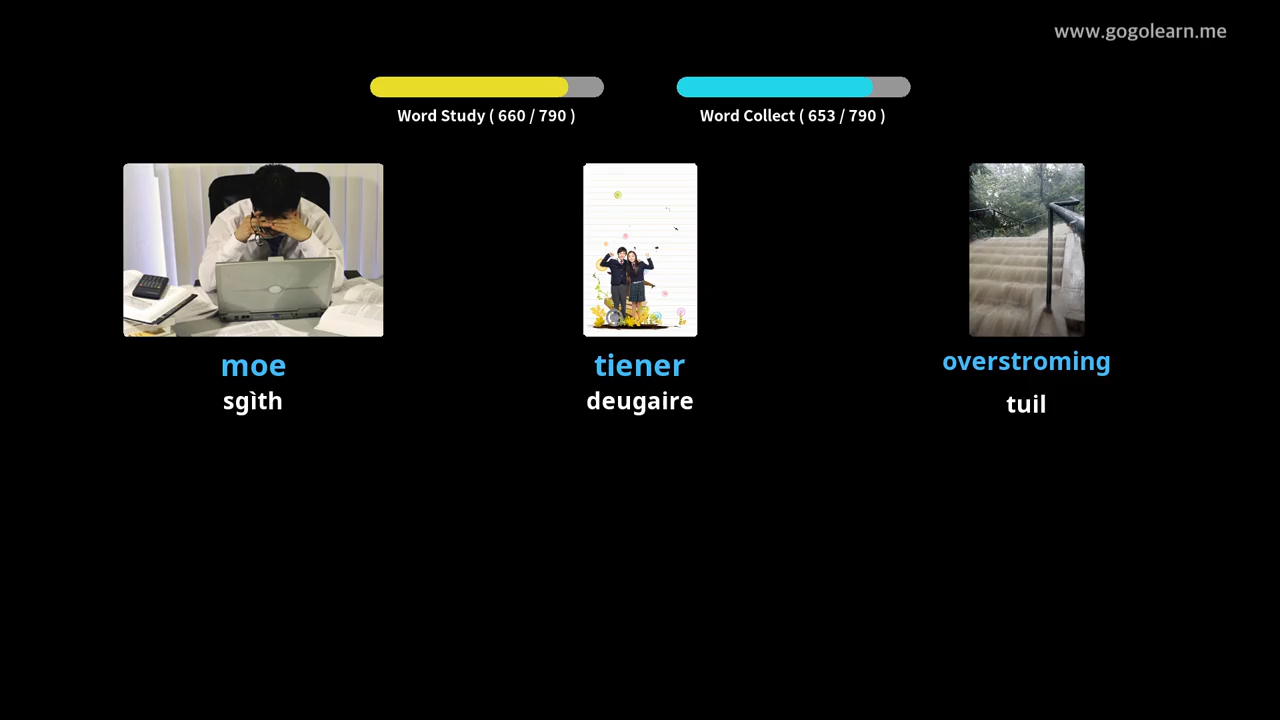 www.gogolearn.me
Word Study ( 660 / 790 )
Word Collect ( 653 / 790 )
moe
sgìth
tiener
deugaire
overstroming
tuil